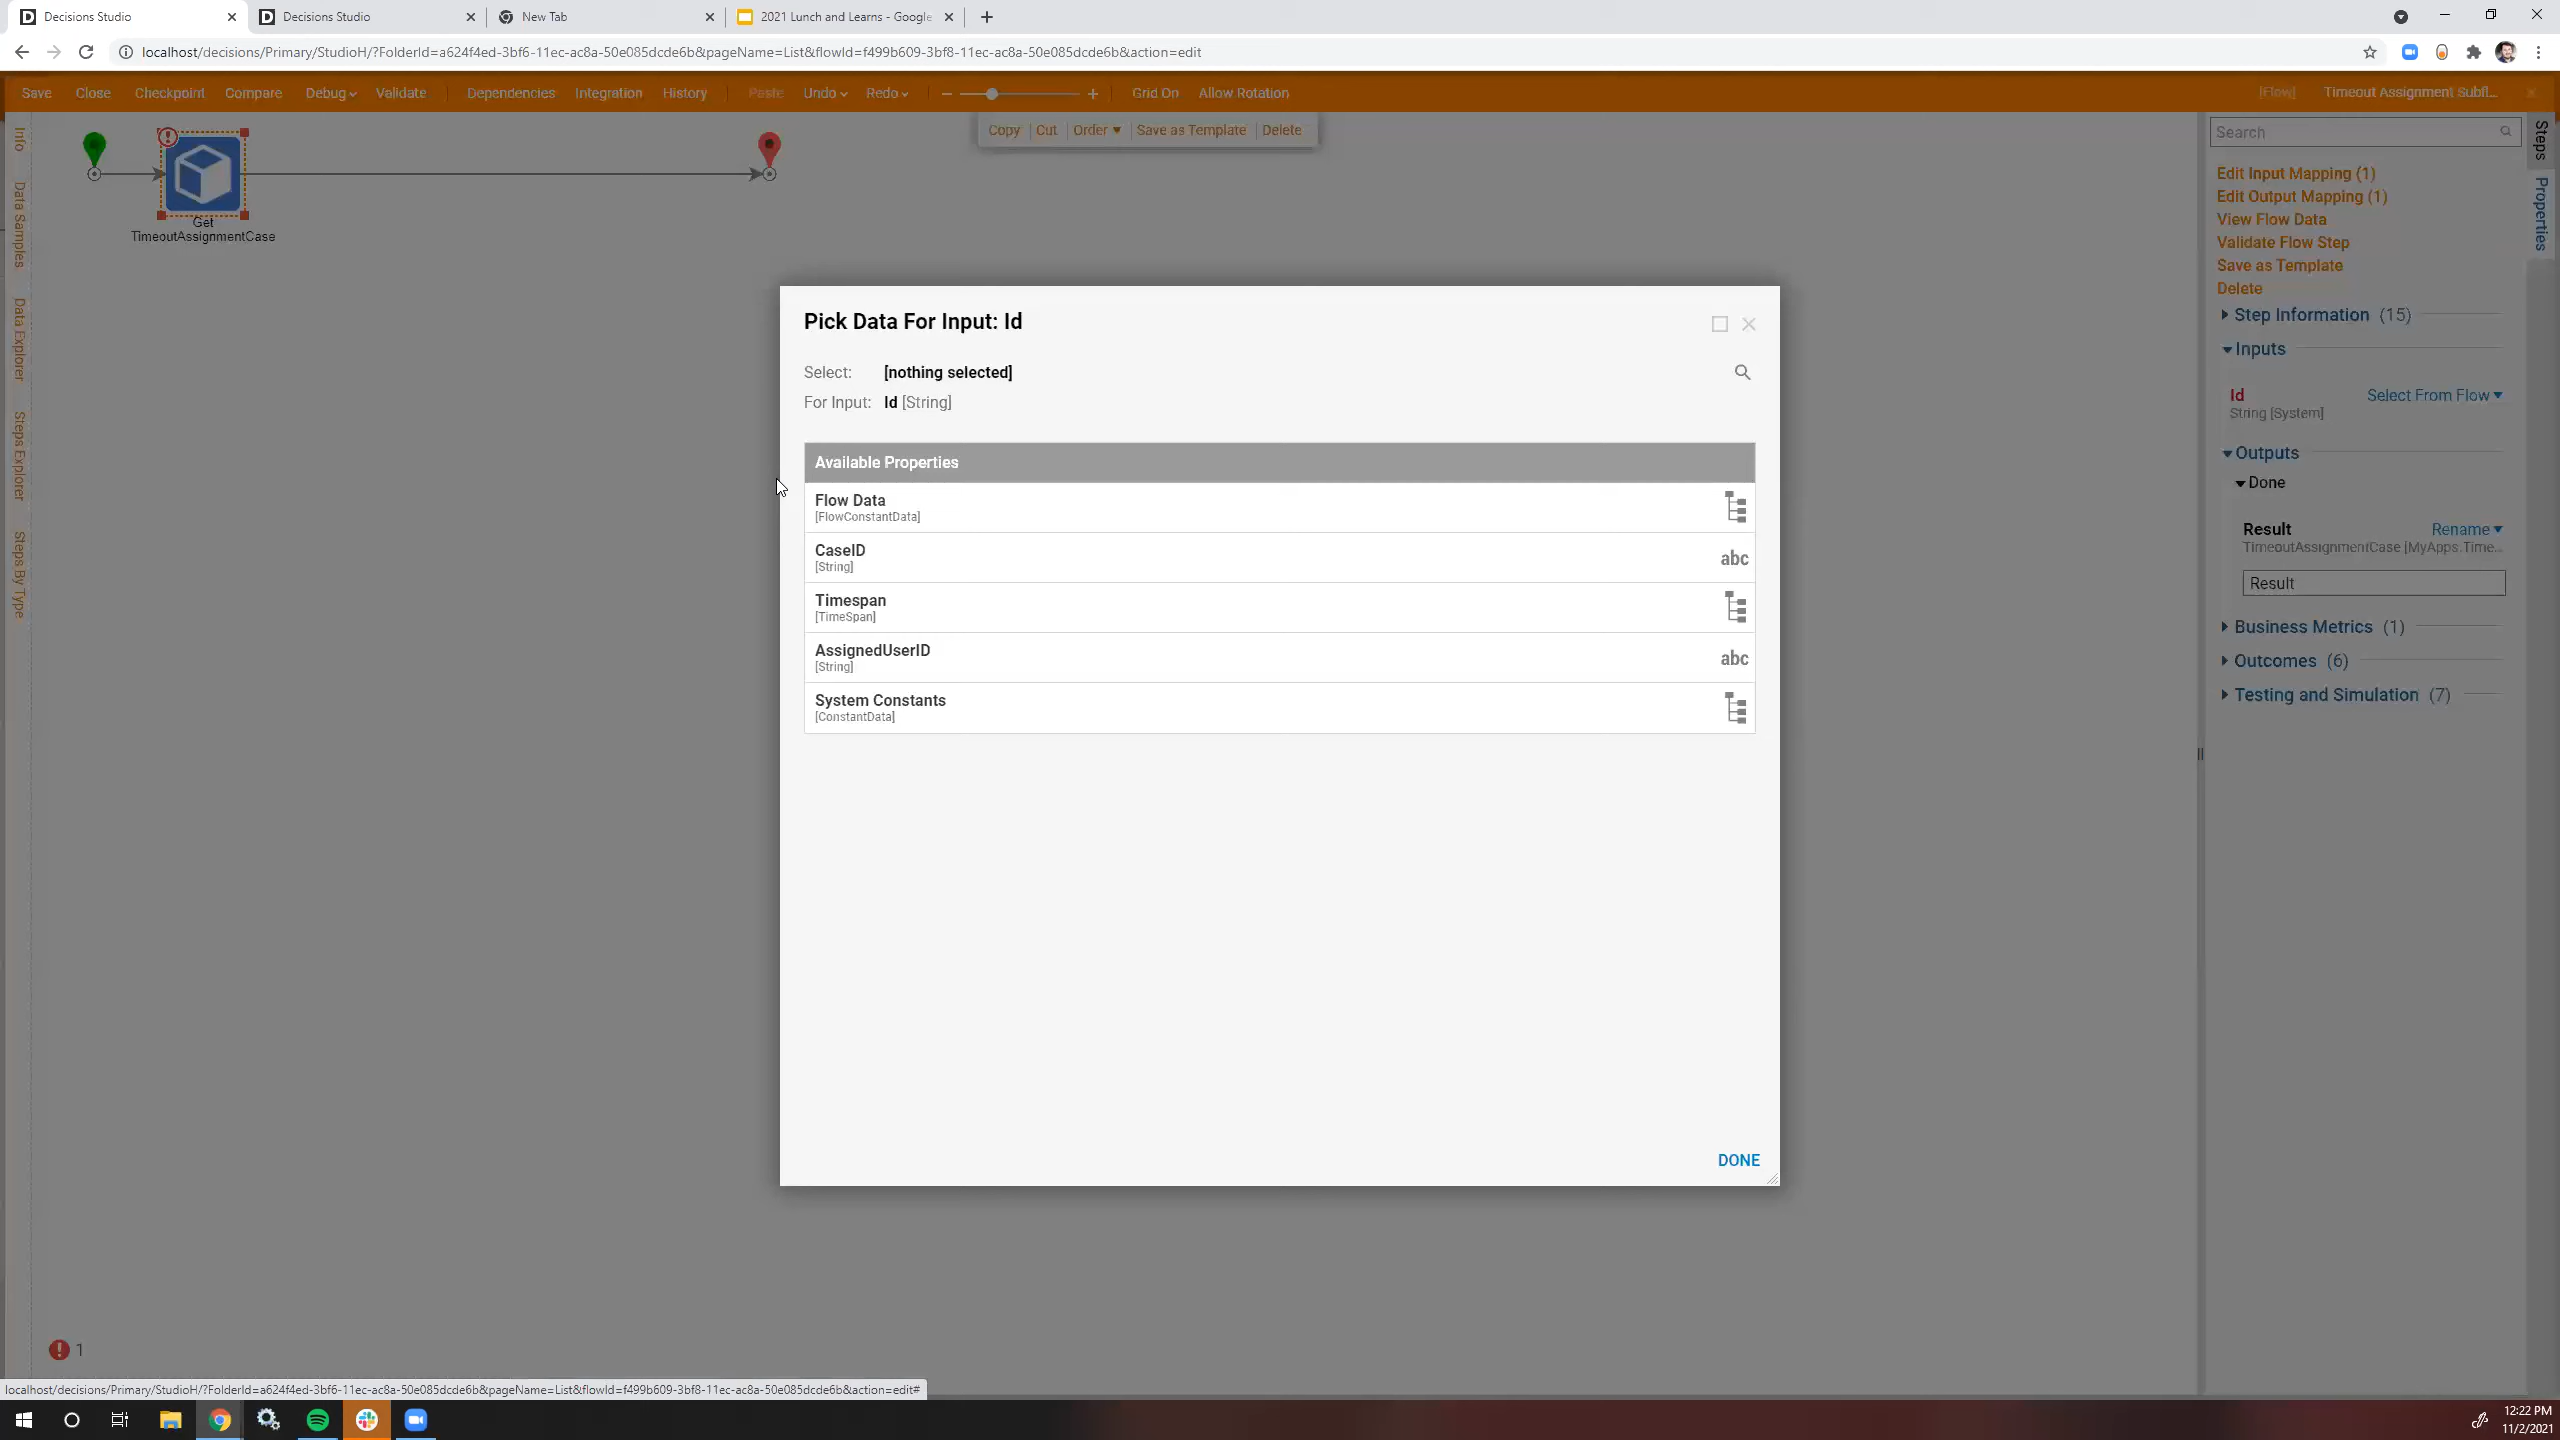 Decisions Studio
Decisions Studio
New Tab
2021 Lunch and Learns - Google
localhost/decisions/Primary/StudioH/?FolderId=a624f4ed-3bf6-11ec-ac8a-50e085dcde6b&pageName=List&flowId=f499b609-3bf8-11ec-ac8a-50e085dcde6b&action=edit
Save Close Checkpoint Compare Debug Validate Dependencies Integration History Paste Undo Redo Grid On Allow Rotation [Flow] Timeout Assignment Subfl...
Copy Cut Order Save as Template Delete
Info
Data Samples
Data Explorer
Steps Explorer
Steps By Type
Get
TimeoutAssignmentCase
Pick Data For Input: Id
Select: [nothing selected]
For Input: Id [String]
Available Properties
Flow Data
[FlowConstantData]
CaseID
[String]
abc
Timespan
[TimeSpan]
AssignedUserID
[String]
abc
System Constants
[ConstantData]
DONE
Search
Steps
Properties
Edit Input Mapping (1)
Edit Output Mapping (1)
View Flow Data
Validate Flow Step
Save as Template
Delete
Step Information (15)
Inputs
Id Select From Flow
String [System]
Outputs
Done
Result Rename
TimeoutAssignmentCase [MyApps.Time...
Result
Business Metrics (1)
Outcomes (6)
Testing and Simulation (7)
1
localhost/decisions/Primary/StudioH/?FolderId=a624f4ed-3bf6-11ec-ac8a-50e085dcde6b&pageName=List&flowId=f499b609-3bf8-11ec-ac8a-50e085dcde6b&action=edit#
12:22 PM
11/2/2021